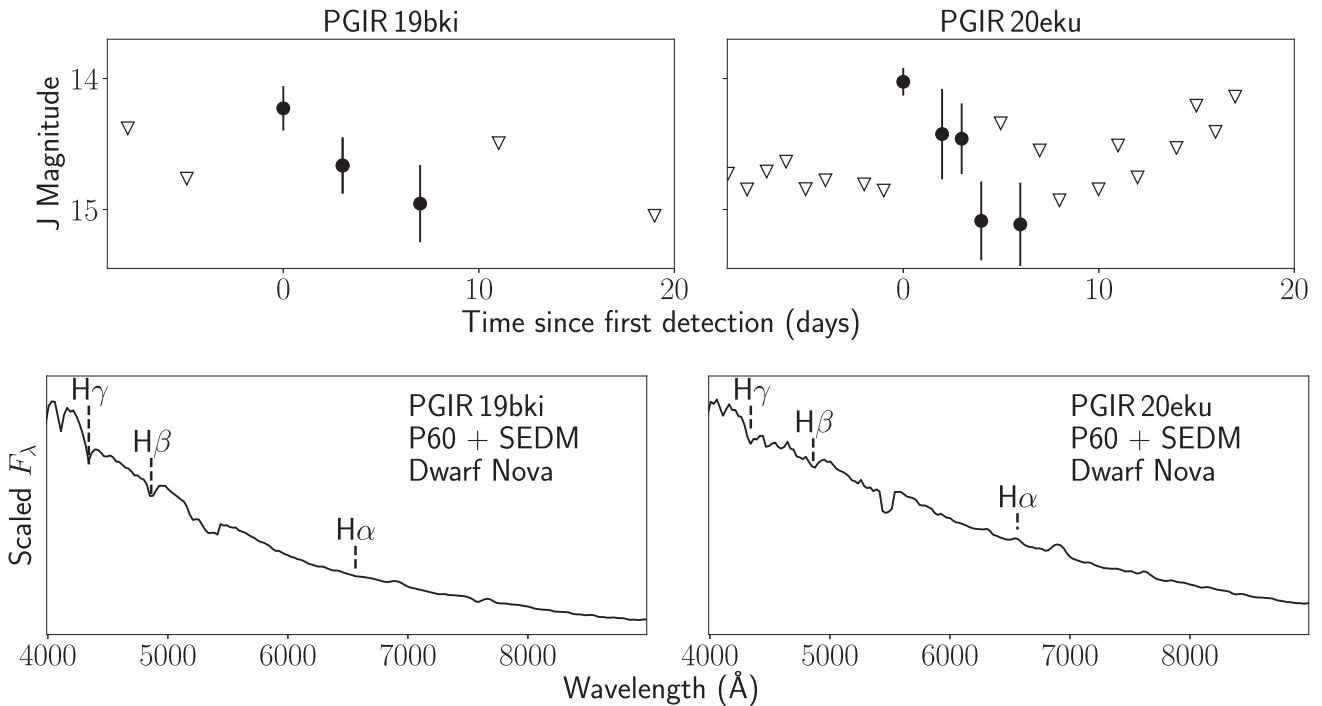 PGIR 19bki
PGIR 20eku
J Magnitude
14
15
0
10
20
0
10
20
Time since first detection (days)
Scaled Fλ
Hγ
Hβ
Hα
PGIR 19bki
P60 + SEDM
Dwarf Nova
Hγ
Hβ
Hα
PGIR 20eku
P60 + SEDM
Dwarf Nova
4000
5000
6000
7000
8000
4000
5000
6000
7000
8000
Wavelength (Å)